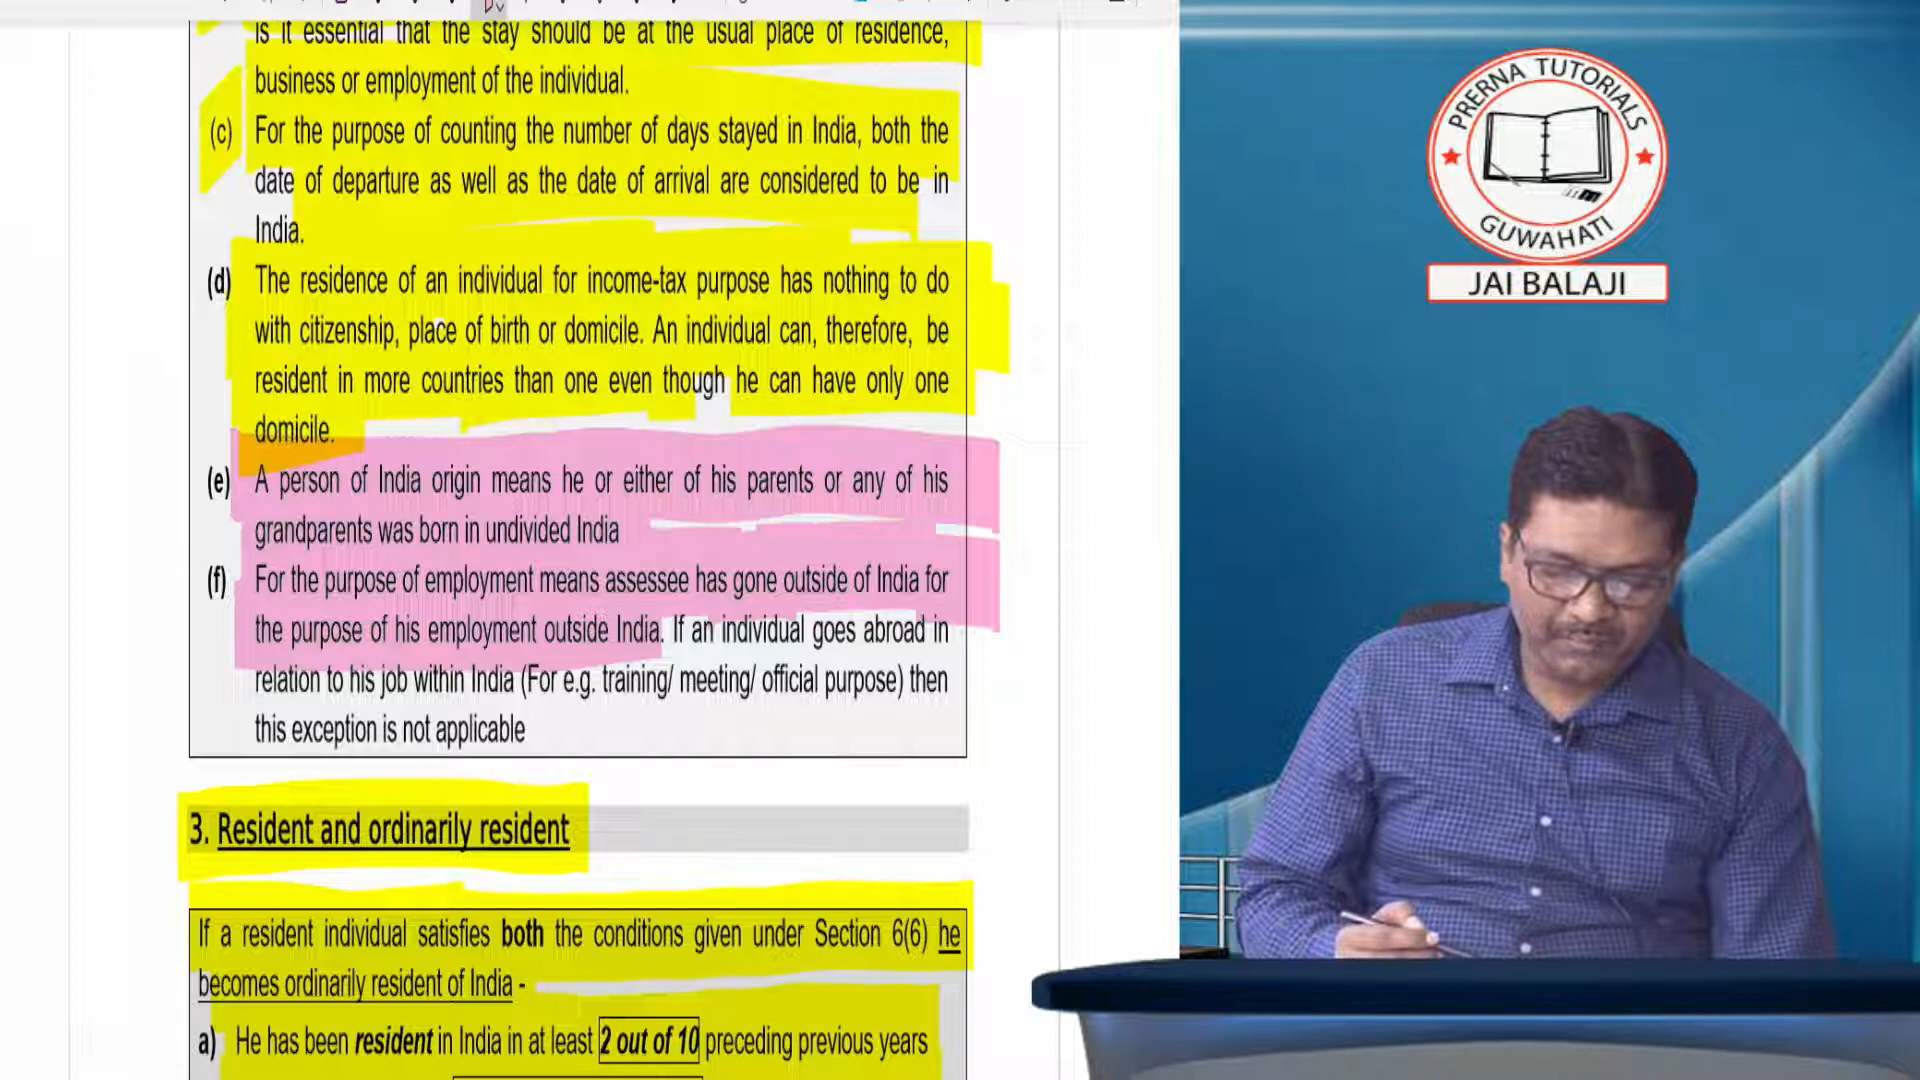 is it essential that the stay should be at the usual place of residence,
business or employment of the individual.
(c) For the purpose of counting the number of days stayed in India, both the
date of departure as well as the date of arrival are considered to be in
India.
(d) The residence of an individual for income-tax purpose has nothing to do
with citizenship, place of birth or domicile. An individual can, therefore, be
resident in more countries than one even though he can have only one
domicile.
(e) A person of India origin means he or either of his parents or any of his
grandparents was born in undivided India
(f) For the purpose of employment means assessee has gone outside of India for
the purpose of his employment outside India. If an individual goes abroad in
relation to his job within India (For e.g. training/ meeting/ official purpose) then
this exception is not applicable
3. Resident and ordinarily resident
If a resident individual satisfies both the conditions given under Section 6(6) he
becomes ordinarily resident of India -
a) He has been resident in India in at least 2 out of 10 preceding previous years
PRERNA TUTORIALS
GUWAHATI
JAI BALAJI